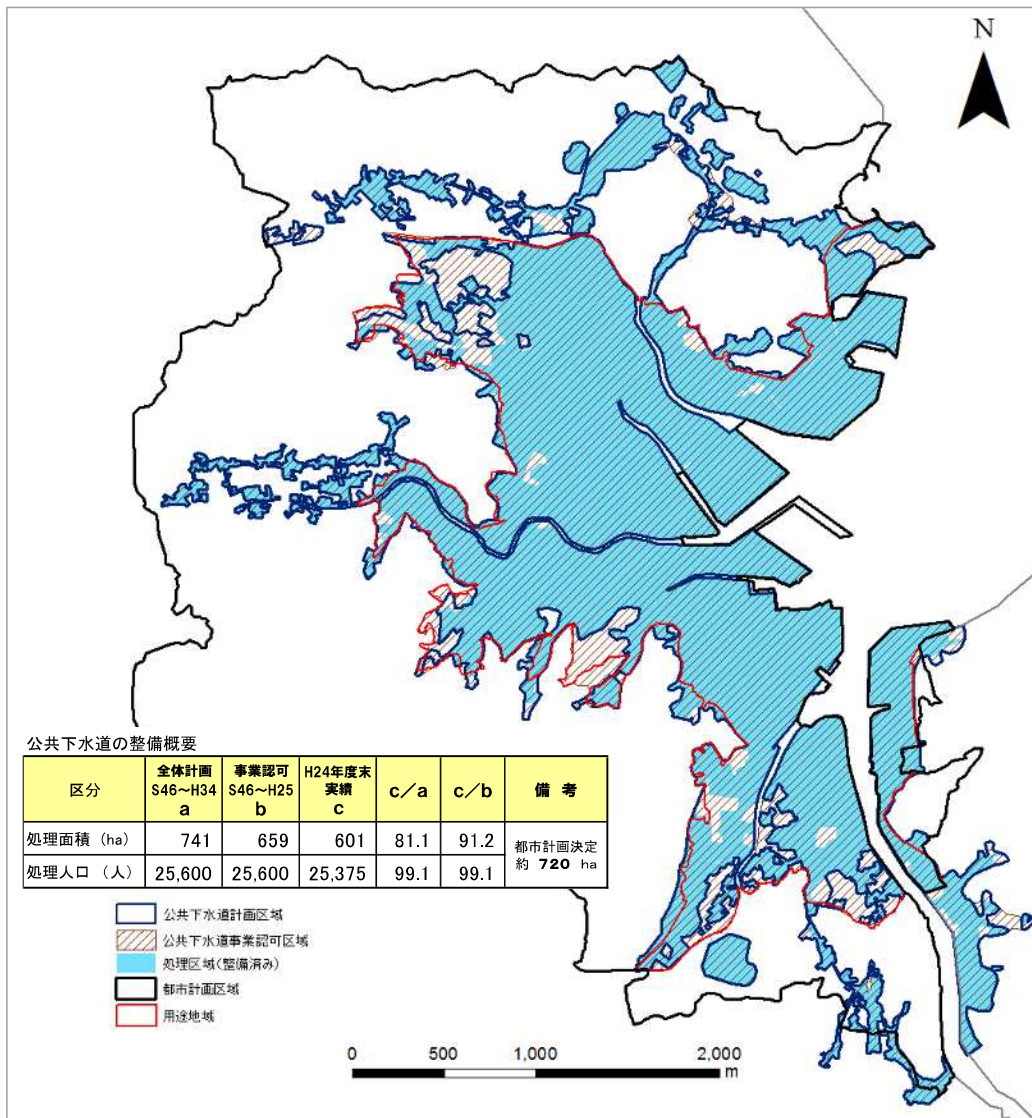 N
公共下水道の整備概要
区分 全体計画 S46～H34 a 事業認可 S46～H25 b H24年度末 実績 c c／a c／b 備 考
処理面積 (ha) 741 659 601 81.1 91.2 都市計画決定 約 720 ha
処理人口 (人) 25,600 25,600 25,375 99.1 99.1
公共下水道計画区域
公共下水道事業認可区域
処理区域(整備済み)
都市計画区域
用途地域
0 500 1,000 2,000
m